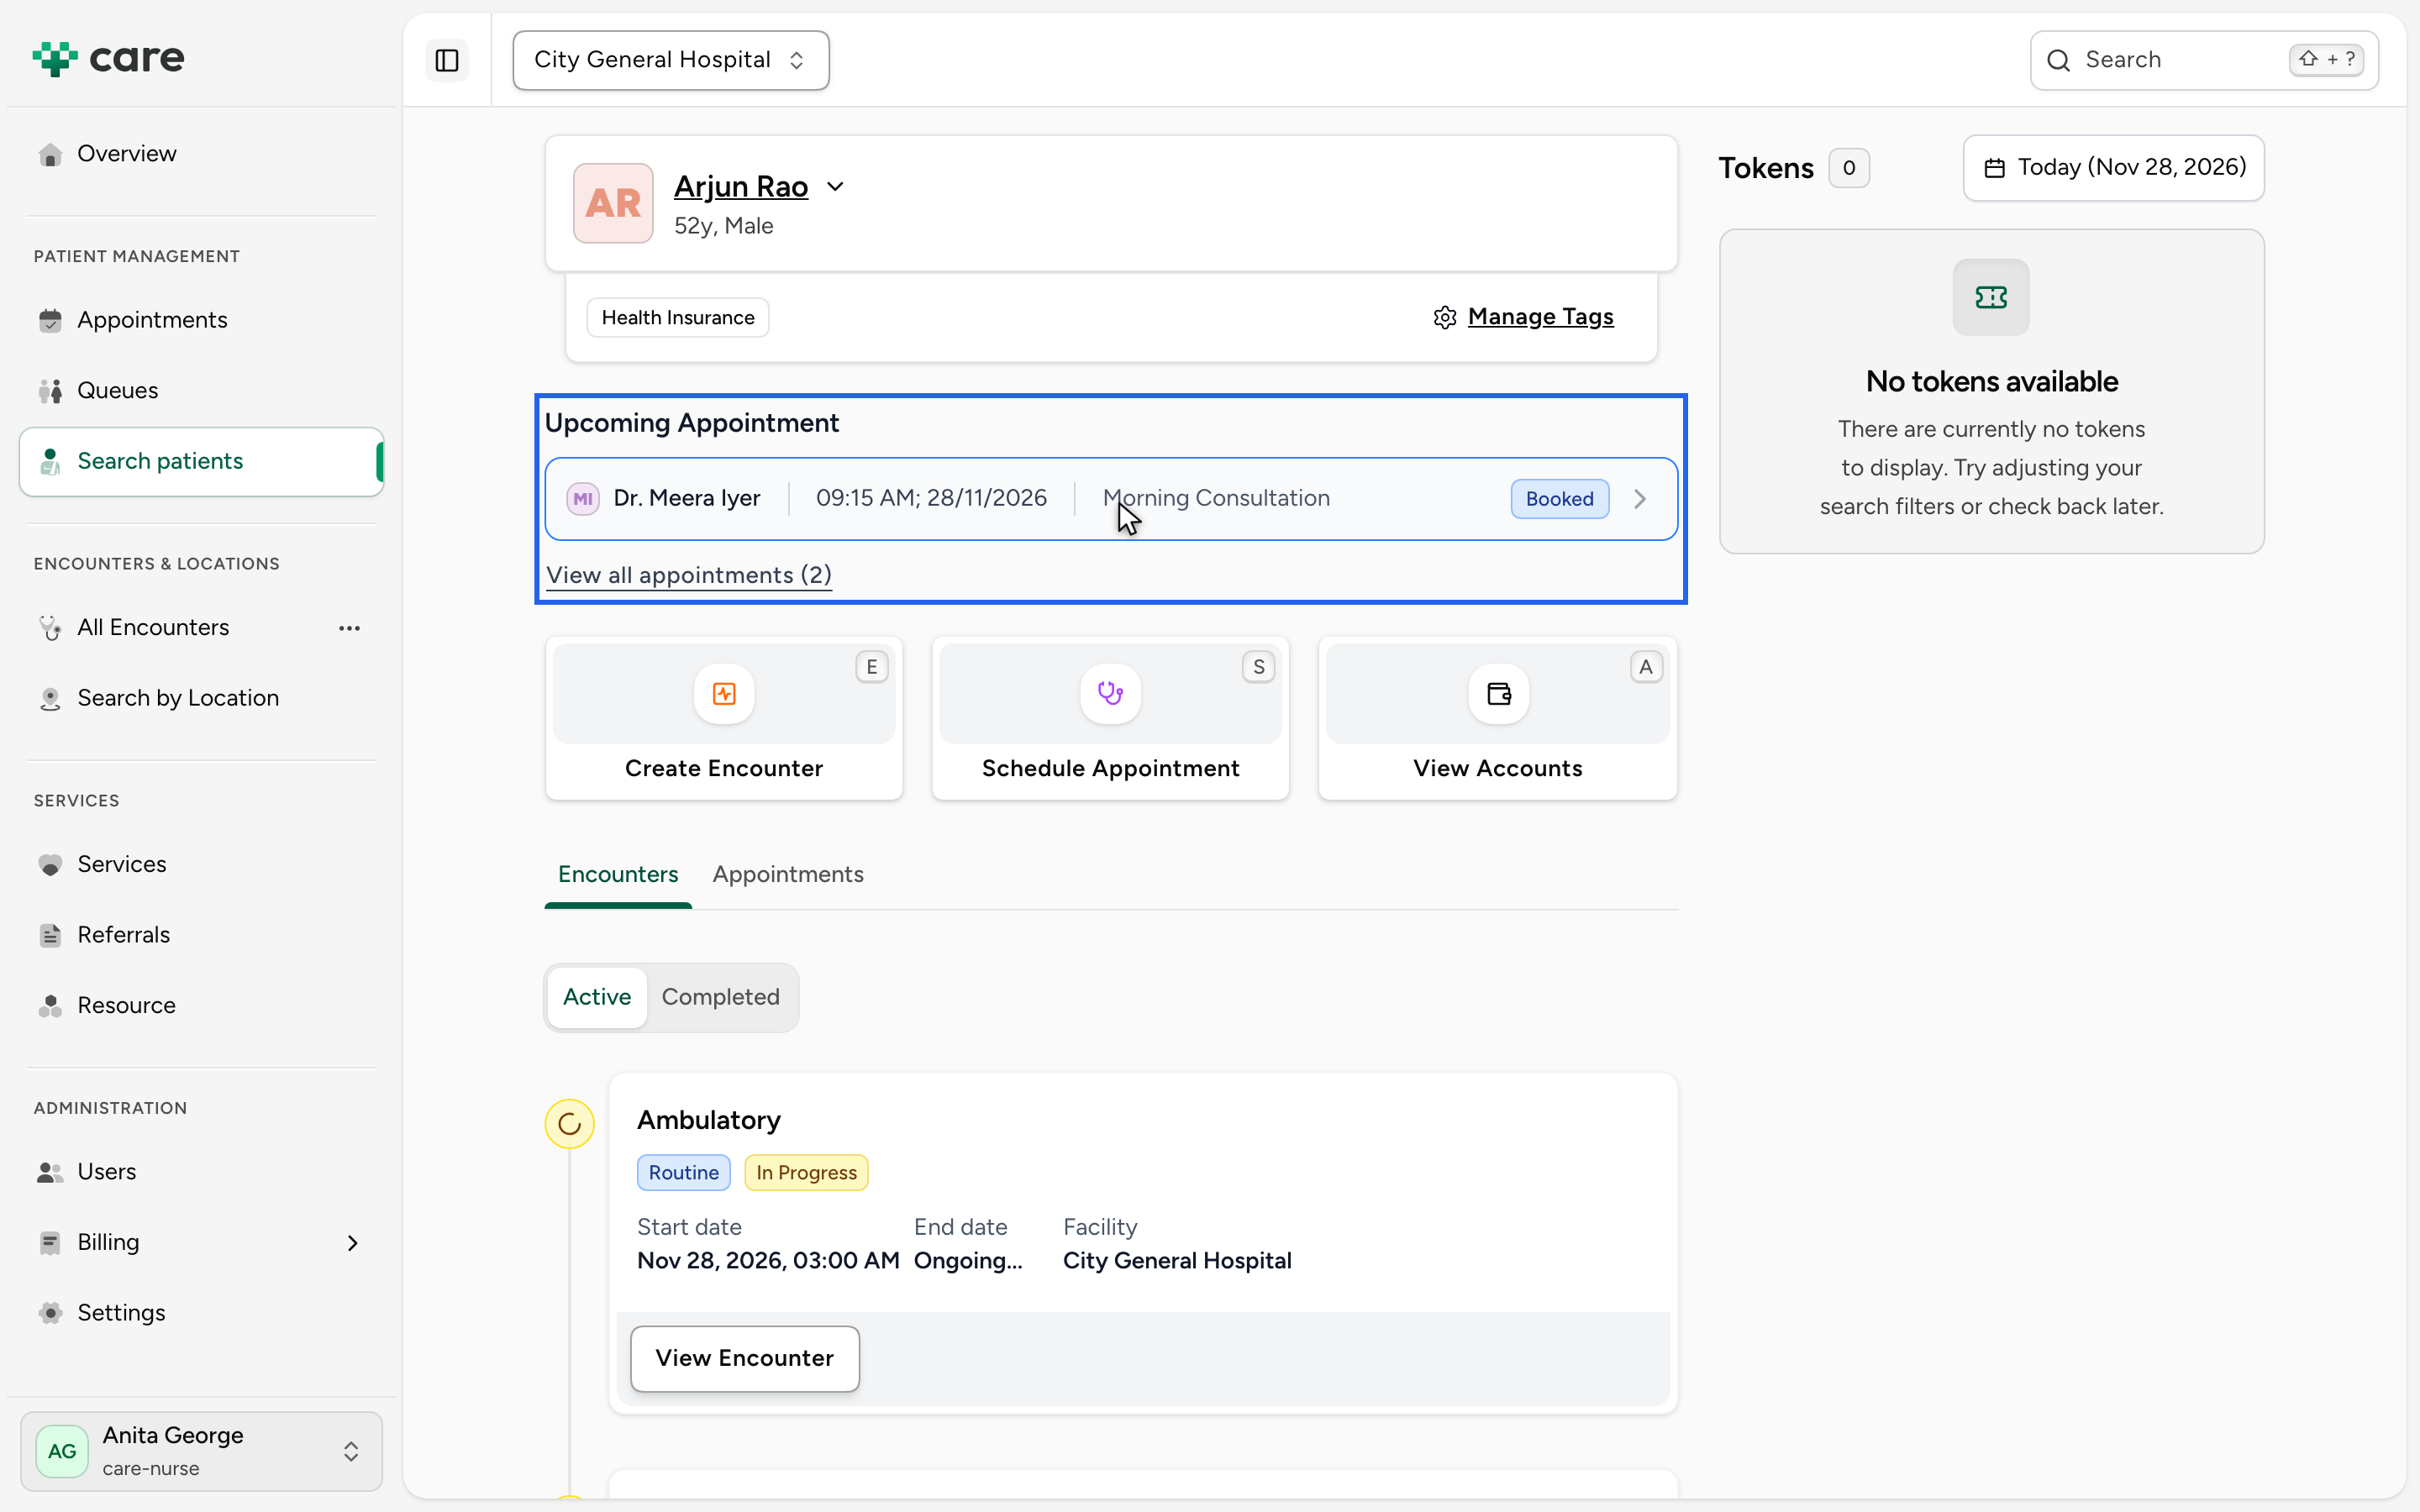 care
Overview
PATIENT MANAGEMENT
Appointments
Queues
Search patients
ENCOUNTERS & LOCATIONS
All Encounters
Search by Location
SERVICES
Services
Referrals
Resource
ADMINISTRATION
Users
Billing
Settings
AG
Anita George
care-nurse
City General Hospital
Search
+ ?
AR
Arjun Rao
52y, Male
Health Insurance
Manage Tags
Upcoming Appointment
MI Dr. Meera Iyer 09:15 AM; 28/11/2026 Morning Consultation Booked
View all appointments (2)
E
Create Encounter
S
Schedule Appointment
A
View Accounts
Encounters Appointments
Active Completed
Ambulatory
Routine In Progress
Start date End date Facility
Nov 28, 2026, 03:00 AM Ongoing... City General Hospital
View Encounter
Tokens 0
Today (Nov 28, 2026)
No tokens available
There are currently no tokens
to display. Try adjusting your
search filters or check back later.